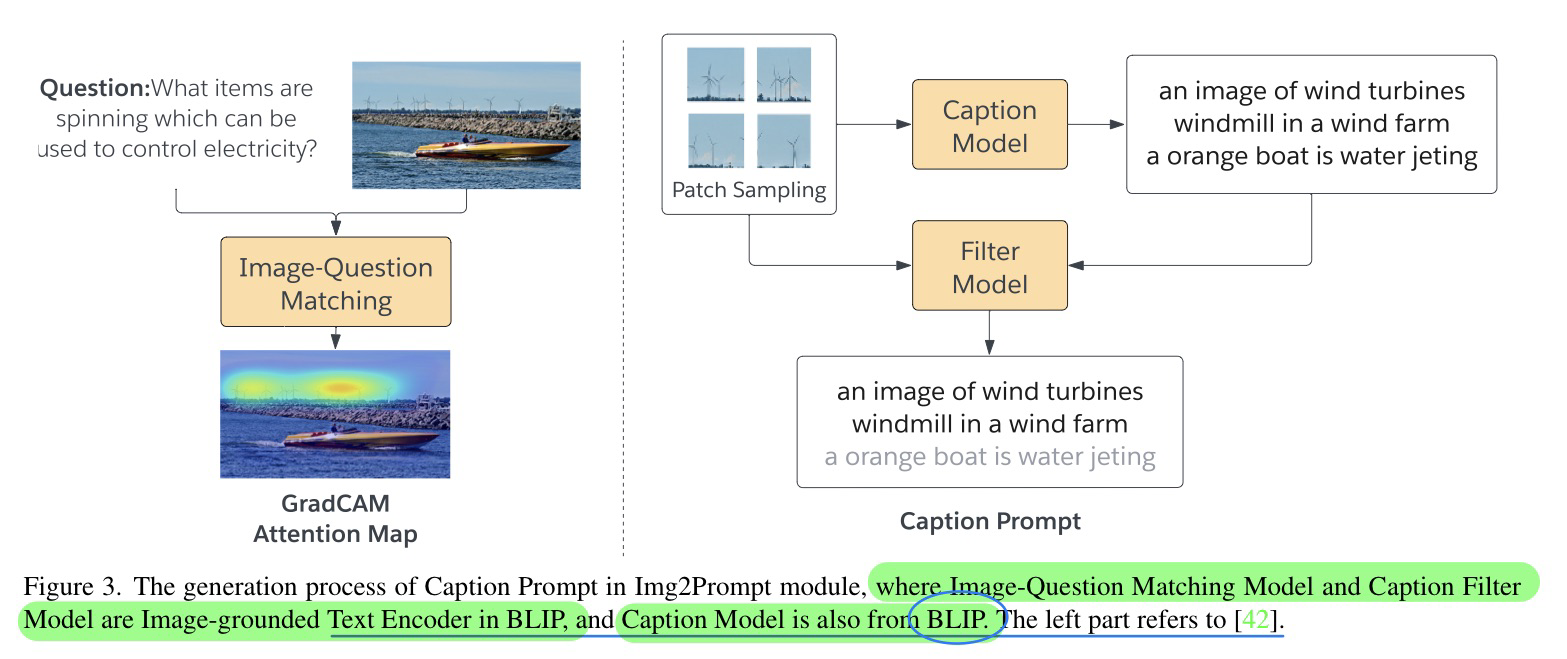 Question:What items are
spinning which can be
used to control electricity?
Image-Question
Matching
GradCAM
Attention Map
Patch Sampling
Caption
Model
an image of wind turbines
windmill in a wind farm
a orange boat is water jeting
Filter
Model
an image of wind turbines
windmill in a wind farm
a orange boat is water jeting
Caption Prompt
Figure 3. The generation process of Caption Prompt in Img2Prompt module, where Image-Question Matching Model and Caption Filter
Model are Image-grounded Text Encoder in BLIP, and Caption Model is also from BLIP. The left part refers to [42].